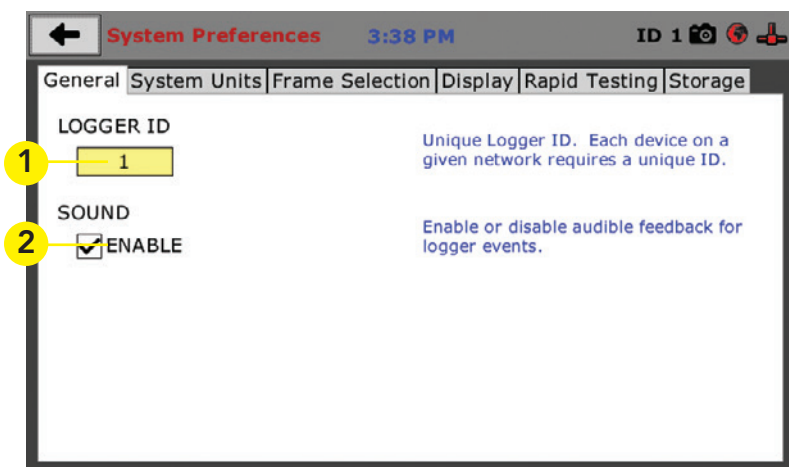 System Preferences 3:38 PM ID 1
General System Units Frame Selection Display Rapid Testing Storage
LOGGER ID
1 1
Unique Logger ID. Each device on a
given network requires a unique ID.
SOUND
2 ENABLE
Enable or disable audible feedback for
logger events.